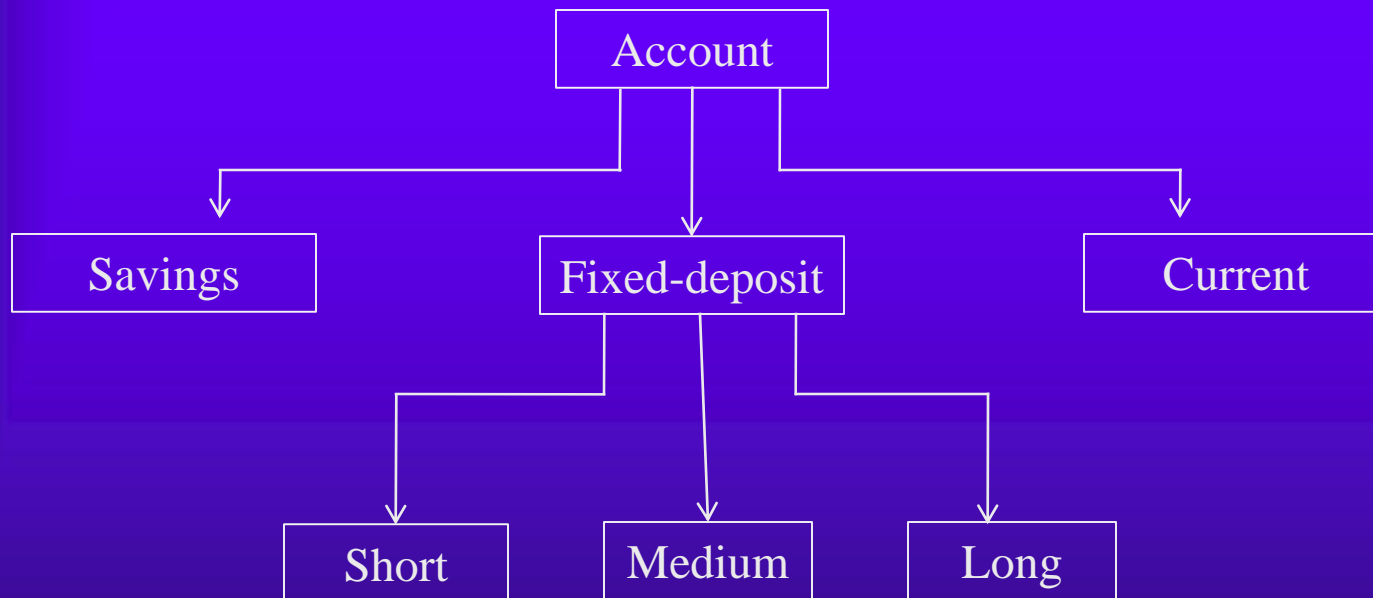 Account
Savings
Fixed-deposit
Current
Short
Medium
Long